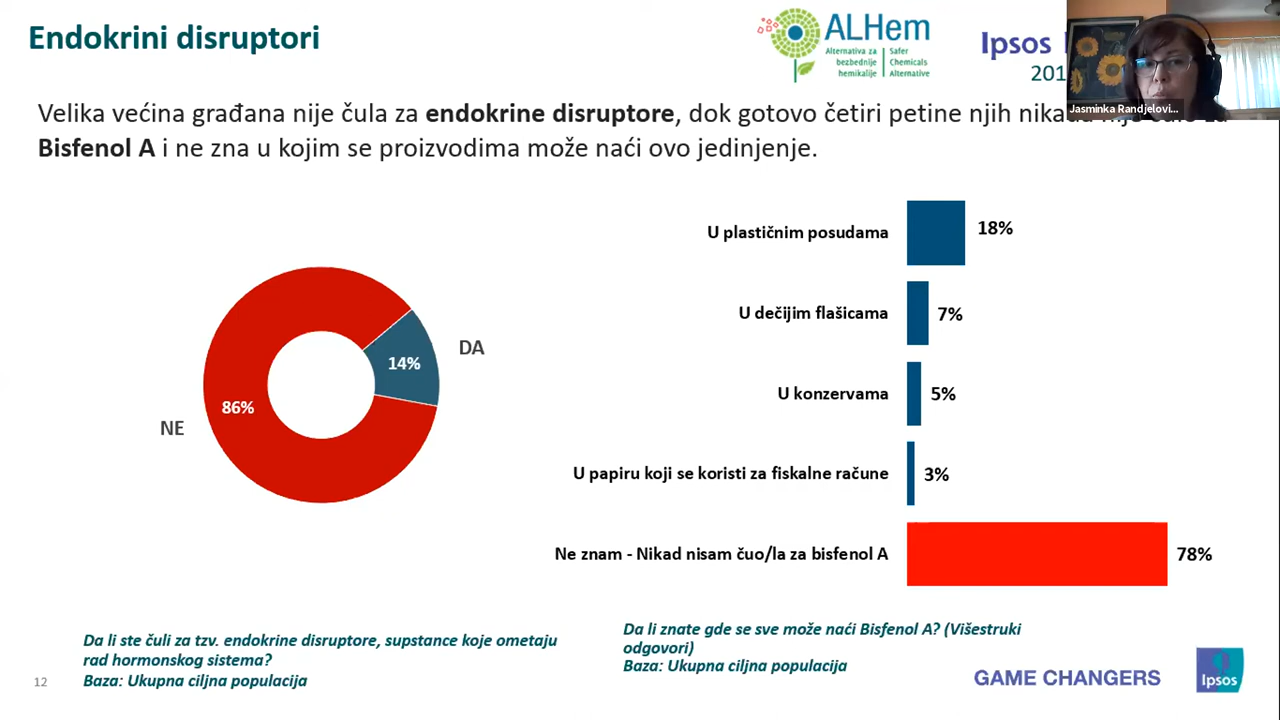 Endokrini disruptori
ALHem
Alternativa za
bezbednije
hemikalije
Safer
Chemicals
Alternative
Ipsos
201
Jasminka Randjelovi...
Velika većina građana nije čula za endokrine disruptore, dok gotovo četiri petine njih
Bisfenol A i ne zna u kojim se proizvodima može naći ovo jedinjenje.
NE
86%
14%
DA
U plastičnim posudama 18%
U dečijim flašicama 7%
U konzervama 5%
U papiru koji se koristi za fiskalne račune 3%
Ne znam - Nikad nisam čuo/la za bisfenol A 78%
Da li ste čuli za tzv. endokrine disruptore, supstance koje ometaju
rad hormonskog sistema?
Baza: Ukupna ciljna populacija
Da li znate gde se sve može naći Bisfenol A? (Višestruki
odgovori)
Baza: Ukupna ciljna populacija
12
GAME CHANGERS
Ipsos